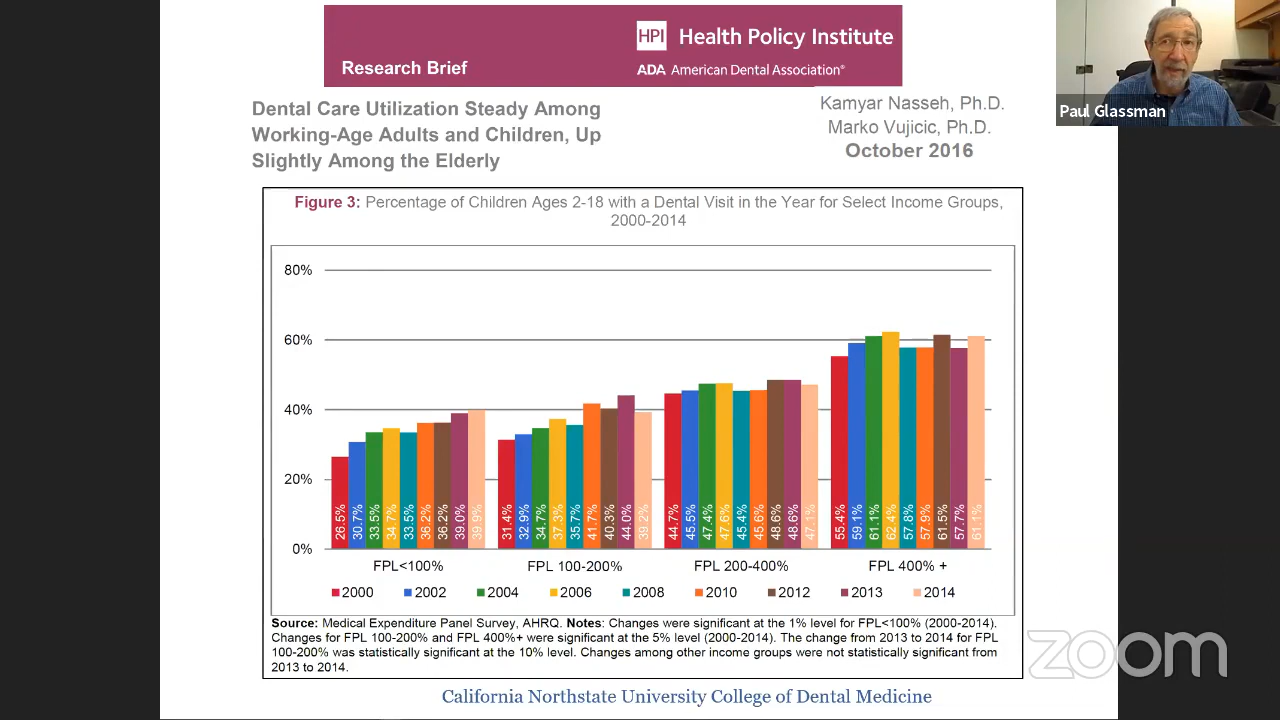 HPI Health Policy Institute
Research Brief
ADA American Dental Association®
Paul Glassman
Dental Care Utilization Steady Among
Working-Age Adults and Children, Up
Slightly Among the Elderly
Kamyar Nasseh, Ph.D.
Marko Vujicic, Ph.D.
October 2016
Figure 3: Percentage of Children Ages 2-18 with a Dental Visit in the Year for Select Income Groups,
2000-2014
80%
60%
40%
20%
0%
26.5% 30.7% 33.5% 34.7% 33.5% 36.2% 36.2% 39.0% 39.9%
31.4% 32.9% 34.7% 37.3% 35.7% 41.7% 40.3% 44.0% 39.2%
44.7% 45.5% 47.4% 47.6% 45.4% 45.6% 48.6% 48.6% 47.1%
55.4% 59.1% 61.1% 62.4% 57.8% 57.9% 61.5% 57.7% 61.1%
FPL<100% FPL 100-200% FPL 200-400% FPL 400% +
2000 2002 2004 2006 2008 2010 2012 2013 2014
Source: Medical Expenditure Panel Survey, AHRQ. Notes: Changes were significant at the 1% level for FPL<100% (2000-2014).
Changes for FPL 100-200% and FPL 400%+ were significant at the 5% level (2000-2014). The change from 2013 to 2014 for FPL
100-200% was statistically significant at the 10% level. Changes among other income groups were not statistically significant from
2013 to 2014.
zoom
California Northstate University College of Dental Medicine